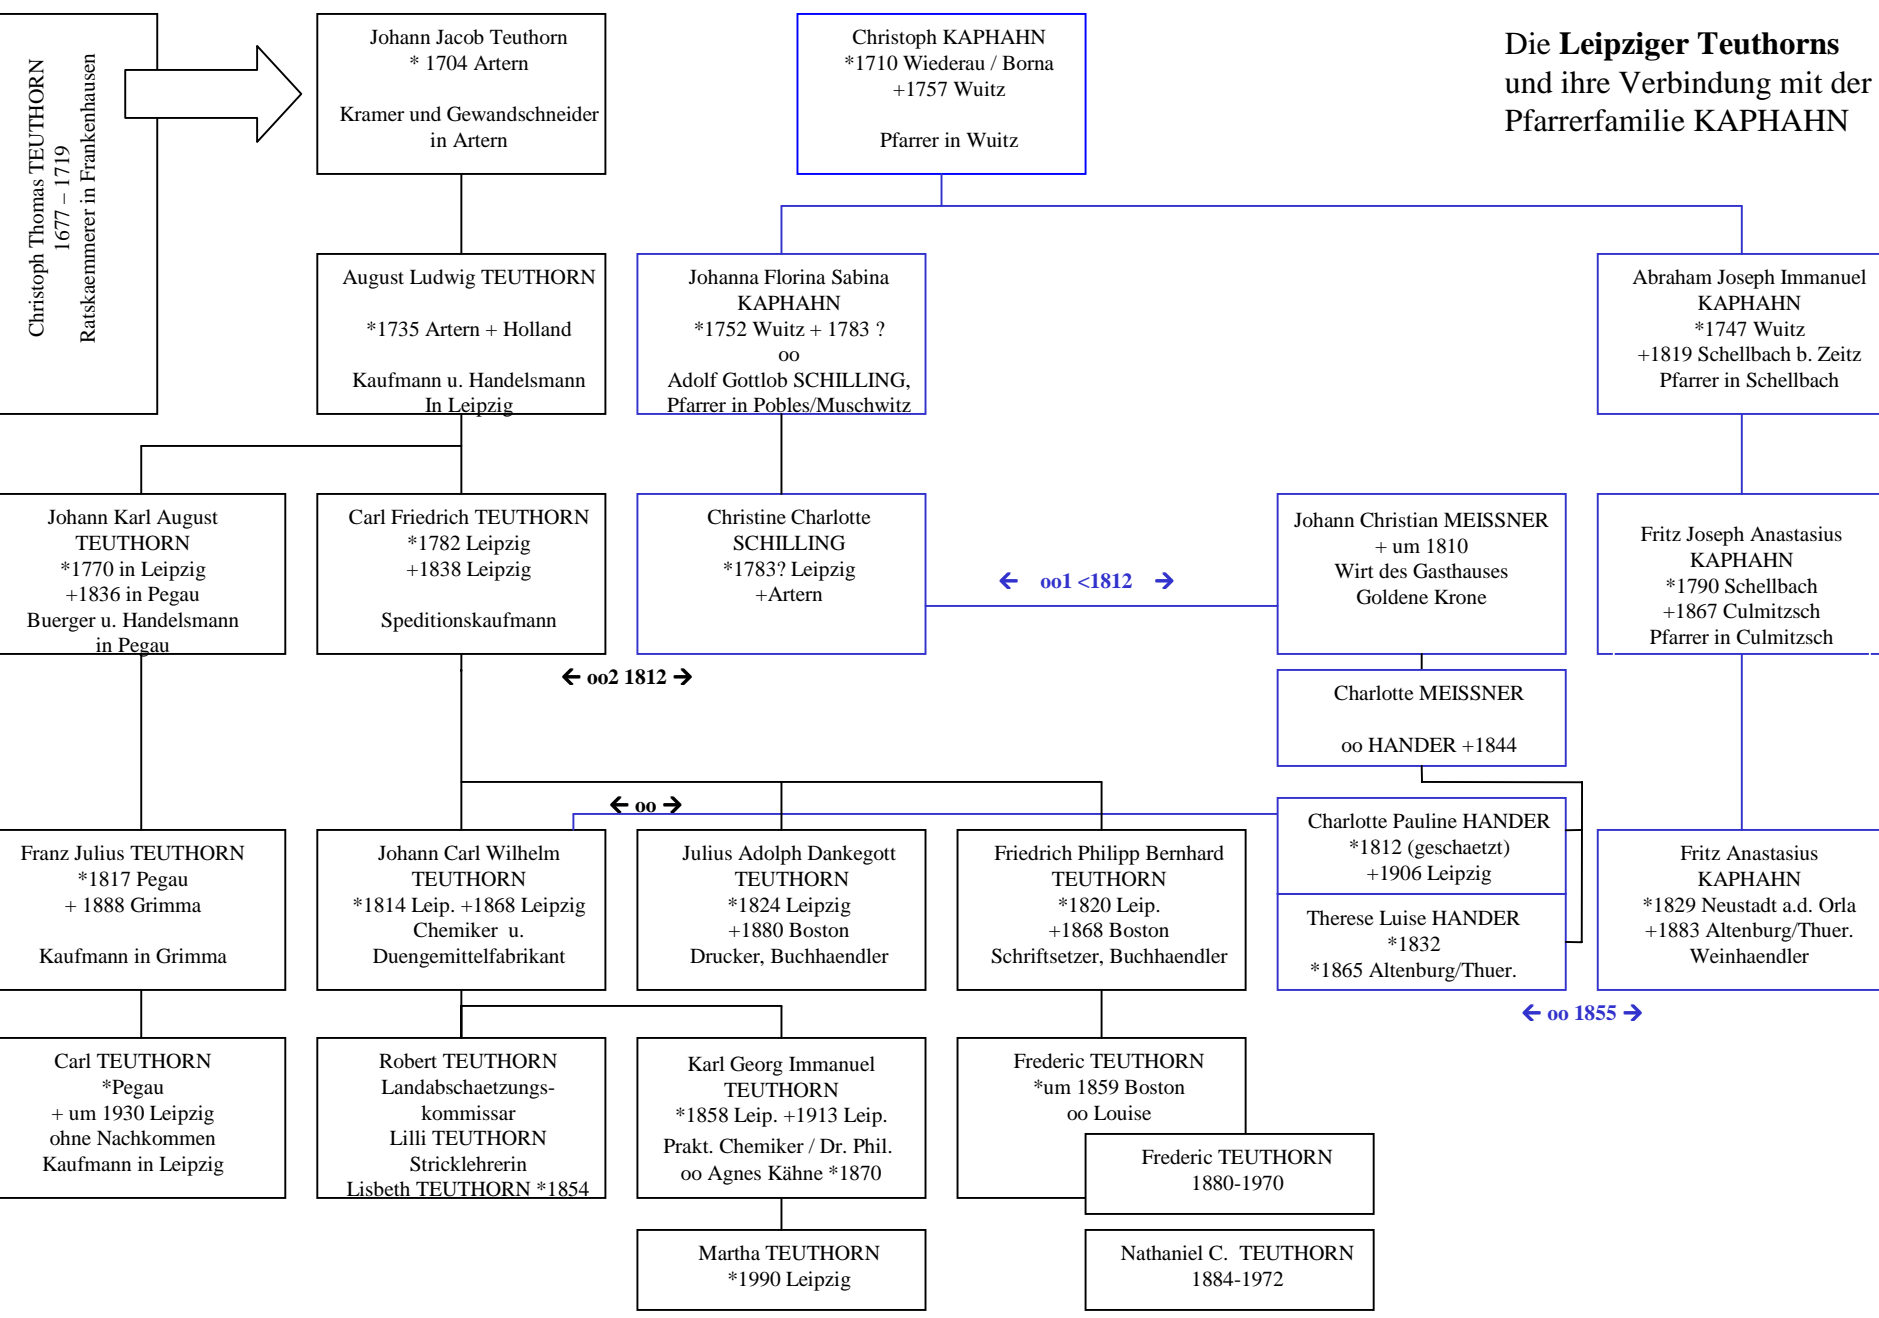 Christoph Thomas TEUTHORN
1677 – 1719
Ratskaemmerer in Frankenhausen
Johann Jacob Teuthorn
* 1704 Artern
Kramer und Gewandschneider
in Artern
Christoph KAPHAHN
*1710 Wiederau / Borna
+1757 Wuitz
Pfarrer in Wuitz
Die Leipziger Teuthorns
und ihre Verbindung mit der
Pfarrerfamilie KAPHAHN
August Ludwig TEUTHORN
*1735 Artern + Holland
Kaufmann u. Handelsmann
In Leipzig
Johanna Florina Sabina
KAPHAHN
*1752 Wuitz + 1783 ?
oo
Adolf Gottlob SCHILLING,
Pfarrer in Pobles/Muschwitz
Abraham Joseph Immanuel
KAPHAHN
*1747 Wuitz
+1819 Schellbach b. Zeitz
Pfarrer in Schellbach
Johann Karl August
TEUTHORN
*1770 in Leipzig
+1836 in Pegau
Buerger u. Handelsmann
in Pegau
Carl Friedrich TEUTHORN
*1782 Leipzig
+1838 Leipzig
Speditionskaufmann
Christine Charlotte
SCHILLING
*1783? Leipzig
+Artern
← oo1 <1812 →
Johann Christian MEISSNER
+ um 1810
Wirt des Gasthauses
Goldene Krone
Fritz Joseph Anastasius
KAPHAHN
*1790 Schellbach
+1867 Culmitzsch
Pfarrer in Culmitzsch
← oo2 1812 →
Charlotte MEISSNER
oo HANDER +1844
← oo →
Franz Julius TEUTHORN
*1817 Pegau
+ 1888 Grimma
Kaufmann in Grimma
Johann Carl Wilhelm
TEUTHORN
*1814 Leip. +1868 Leipzig
Chemiker u.
Duengemittelfabrikant
Julius Adolph Dankegott
TEUTHORN
*1824 Leipzig
+1880 Boston
Drucker, Buchhaendler
Friedrich Philipp Bernhard
TEUTHORN
*1820 Leip.
+1868 Boston
Schriftsetzer, Buchhaendler
Charlotte Pauline HANDER
*1812 (geschaetzt)
+1906 Leipzig
Therese Luise HANDER
*1832
*1865 Altenburg/Thuer.
Fritz Anastasius
KAPHAHN
*1829 Neustadt a.d. Orla
+1883 Altenburg/Thuer.
Weinhaendler
← oo 1855 →
Carl TEUTHORN
*Pegau
+ um 1930 Leipzig
ohne Nachkommen
Kaufmann in Leipzig
Robert TEUTHORN
Landabschaetzungs-
kommissar
Lilli TEUTHORN
Stricklehrerin
Lisbeth TEUTHORN *1854
Karl Georg Immanuel
TEUTHORN
*1858 Leip. +1913 Leip.
Prakt. Chemiker / Dr. Phil.
oo Agnes Kähne *1870
Frederic TEUTHORN
*um 1859 Boston
oo Louise
Frederic TEUTHORN
1880-1970
Martha TEUTHORN
*1990 Leipzig
Nathaniel C. TEUTHORN
1884-1972